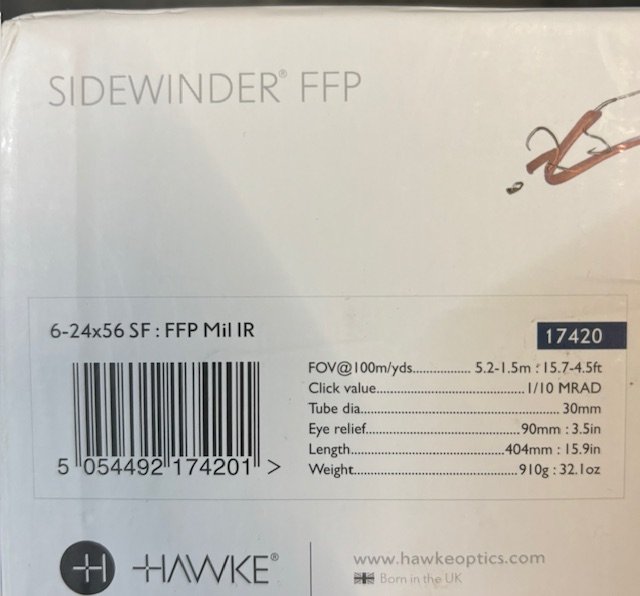 SIDEWINDER® FFP
6-24x56 SF : FFP Mil IR
17420
FOV@100m/yds................. 5.2-1.5m : 15.7-4.5ft
Click value.....................................1/10 MRAD
Tube dia.................................................. 30mm
Eye relief.......................................90mm : 3.5in
Length....................................404mm : 15.9in
Weight.........................................910g : 32.1oz
5 054492 174201 >
HAWKE®
www.hawkeoptics.com
Born in the UK